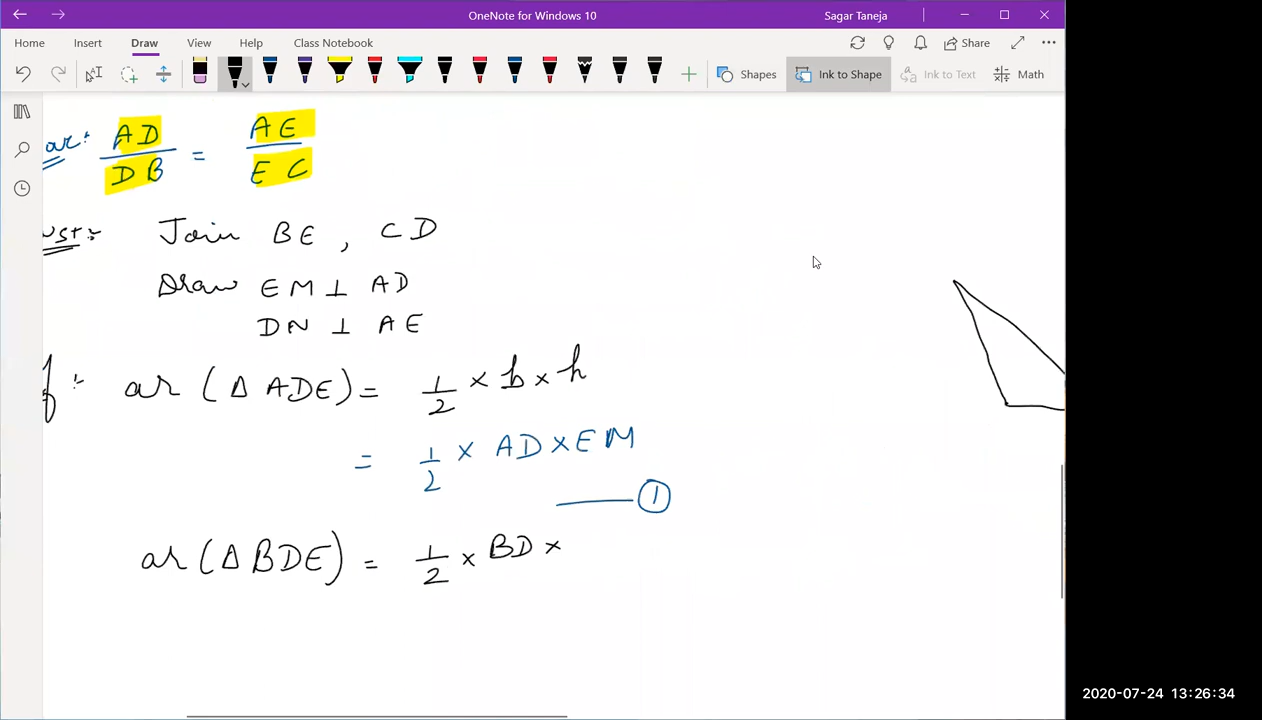 OneNote for Windows 10
Sagar Taneja
Home Insert Draw View Help Class Notebook Share
Shapes Ink to Shape Ink to Text Math
ar: AD/DB = AE/EC
Join BE, CD
Draw EM ⊥ AD
DN ⊥ AE
ar (Δ ADE) = 1/2 × b × h
= 1/2 × AD × EM
① 
ar (Δ BDE) = 1/2 × BD ×
2020-07-24 13:26:34